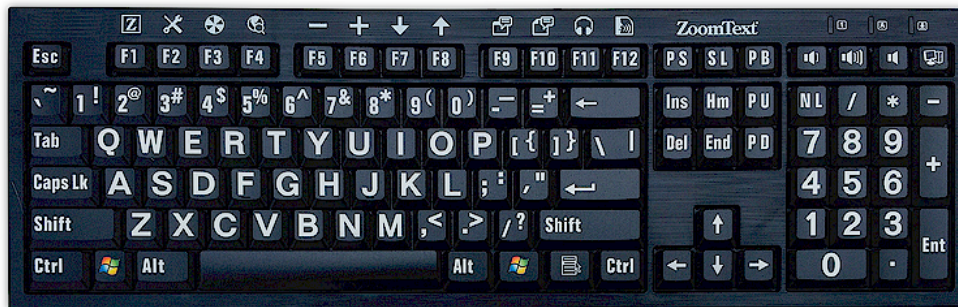 Z − + ↓ ↑ ZoomText 1 A
Esc F1 F2 F3 F4 F5 F6 F7 F8 F9 F10 F11 F12 PS SL PB
`~ 1! 2@ 3# 4$ 5% 6^ 7& 8* 9( 0) -_ =+ ← Ins Hm PU NL / * −
Tab Q W E R T Y U I O P [{ ]} \| Del End PD 7 8 9 +
Caps Lk A S D F G H J K L ;: '" ↵ 4 5 6
Shift Z X C V B N M ,< .> /? Shift ↑ 1 2 3 Ent
Ctrl Alt Alt Ctrl ← ↓ → 0 .